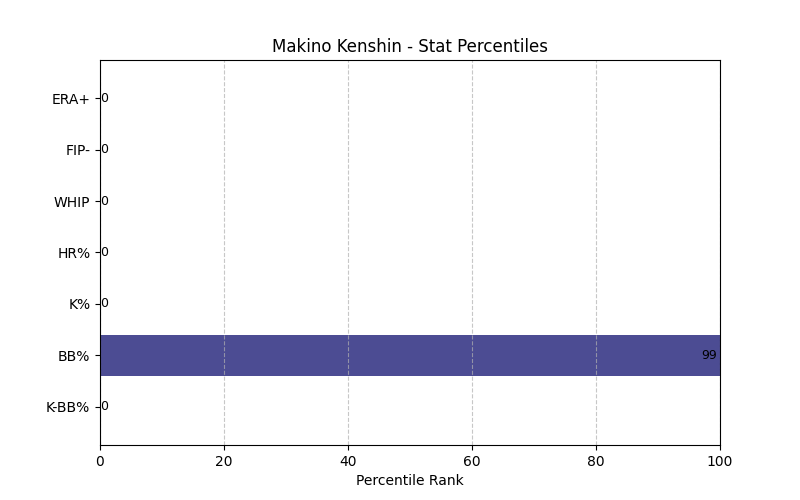 Makino Kenshin - Stat Percentiles
ERA+ 0
FIP- 0
WHIP 0
HR% 0
K% 0
BB% 99
K-BB% 0
0 20 40 60 80 100
Percentile Rank